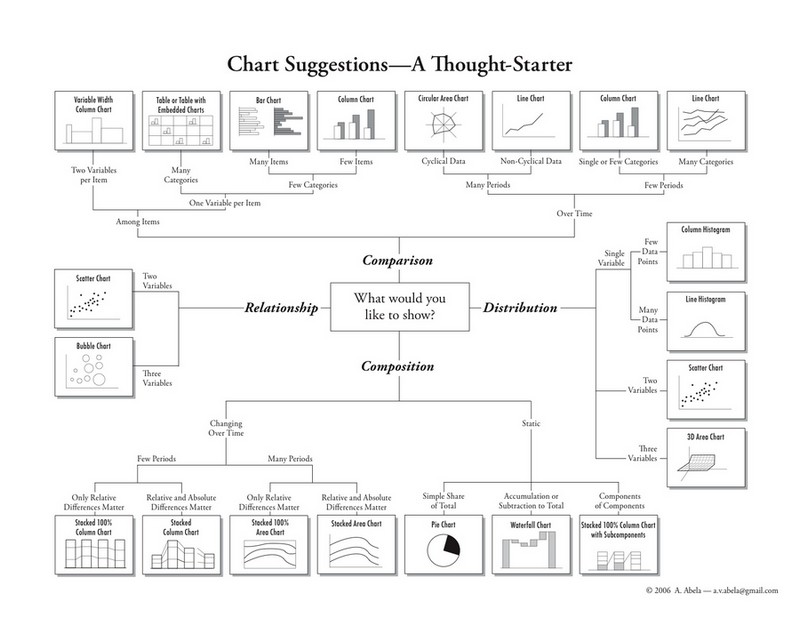 Chart Suggestions—A Thought-Starter
Variable Width
Column Chart
Table or Table with
Embedded Charts
Bar Chart
Column Chart
Circular Area Chart
Line Chart
Column Chart
Line Chart
Two Variables
per Item
Many
Categories
Many Items
Few Items
Cyclical Data
Non-Cyclical Data
Single or Few Categories
Many Categories
Few Categories
Many Periods
Few Periods
One Variable per Item
Among Items
Over Time
Comparison
What would you
like to show?
Relationship
Scatter Chart
Two
Variables
Bubble Chart
Three
Variables
Distribution
Single
Variable
Few
Data
Points
Column Histogram
Many
Data
Points
Line Histogram
Two
Variables
Scatter Chart
Three
Variables
3D Area Chart
Composition
Changing
Over Time
Static
Few Periods
Many Periods
Only Relative
Differences Matter
Relative and Absolute
Differences Matter
Only Relative
Differences Matter
Relative and Absolute
Differences Matter
Simple Share
of Total
Accumulation or
Subtraction to Total
Components
of Components
Stacked 100%
Column Chart
Stacked
Column Chart
Stacked 100%
Area Chart
Stacked Area Chart
Pie Chart
Waterfall Chart
Stacked 100% Column Chart
with Subcomponents
© 2006 A. Abela — a.v.abela@gmail.com